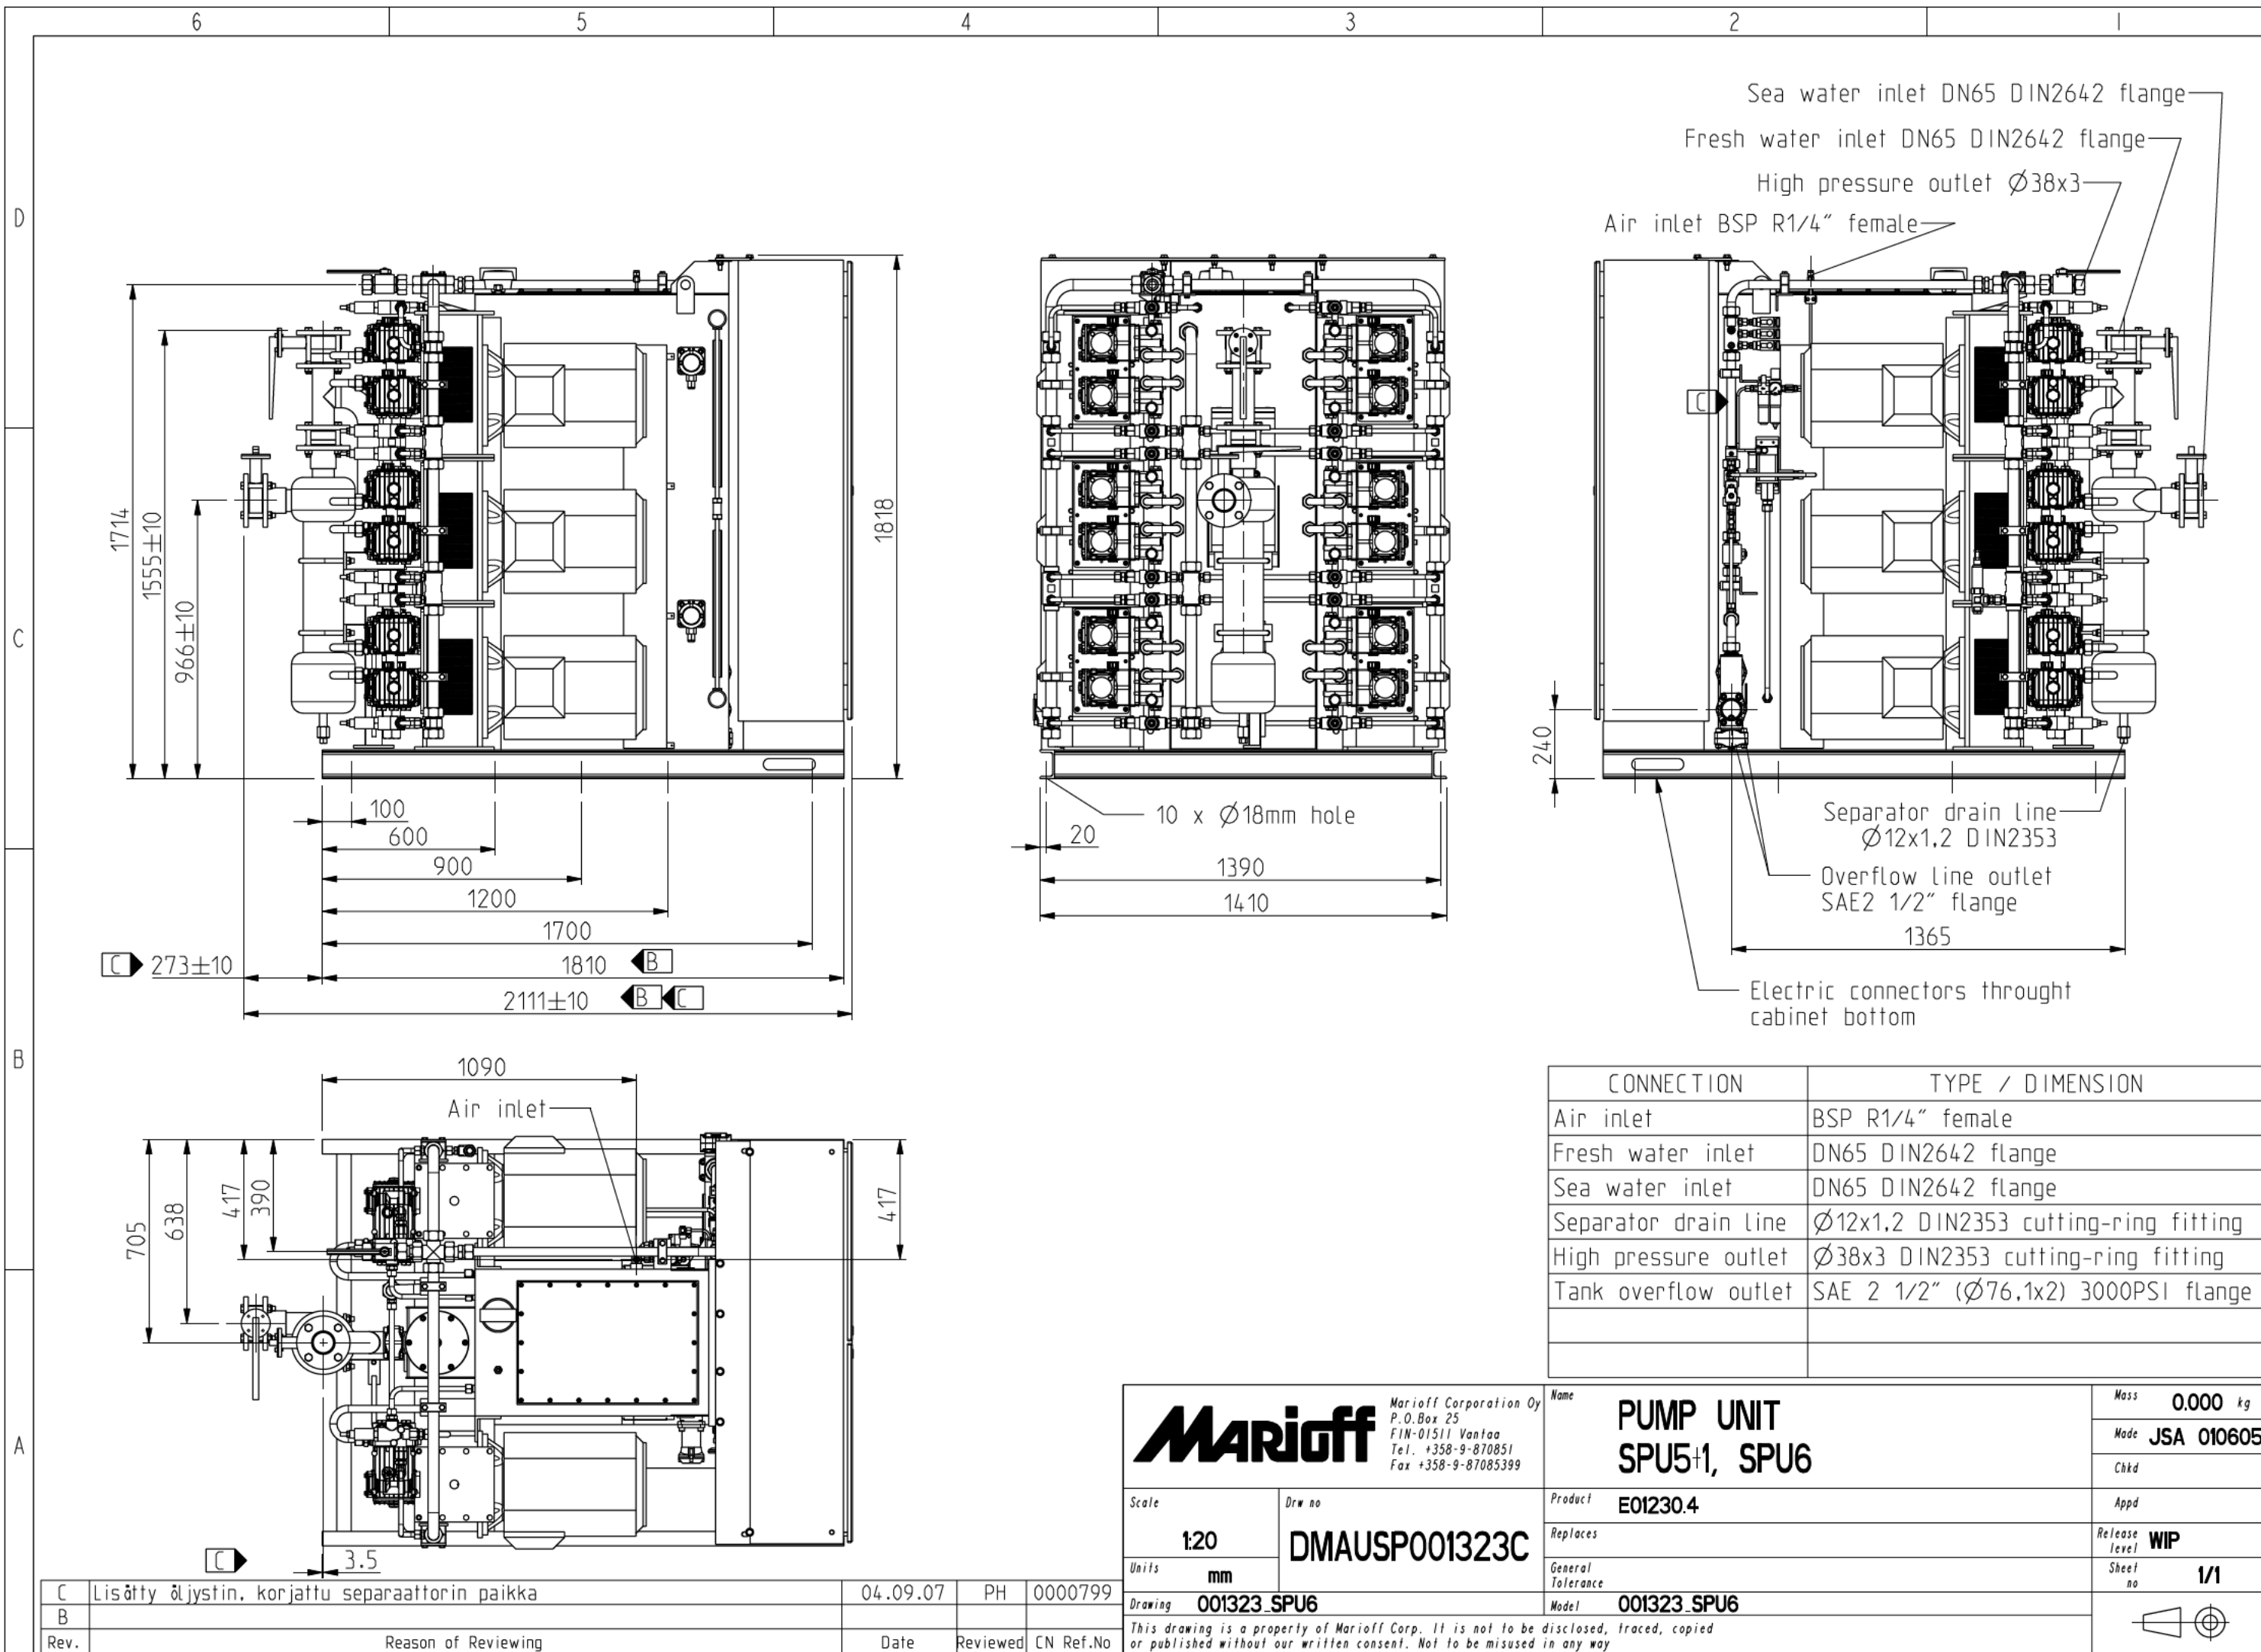 6 5 4 3 2 1
Sea water inlet DN65 DIN2642 flange
Fresh water inlet DN65 DIN2642 flange
High pressure outlet Ø38x3
Air inlet BSP R1/4" female
D
C
B
A
1714
1555±10
966±10
1818
100
600
900
1200
1700
C 273±10
1810 B
2111±10 B C
10 x Ø18mm hole
20
1390
1410
C
240
Separator drain line
Ø12x1,2 DIN2353
Overflow line outlet
SAE2 1/2" flange
1365
Electric connectors throught
cabinet bottom
1090
Air inlet
705
638
417
390
417
C
3.5
CONNECTION TYPE / DIMENSION
Air inlet BSP R1/4" female
Fresh water inlet DN65 DIN2642 flange
Sea water inlet DN65 DIN2642 flange
Separator drain line Ø12x1,2 DIN2353 cutting-ring fitting
High pressure outlet Ø38x3 DIN2353 cutting-ring fitting
Tank overflow outlet SAE 2 1/2" (Ø76,1x2) 3000PSI flange
Marioff
Marioff Corporation Oy
P.O.Box 25
FIN-01511 Vantaa
Tel. +358-9-870851
Fax +358-9-87085399
Name
PUMP UNIT
SPU5+1, SPU6
Mass 0.000 kg
Made JSA 010605
Chkd
Scale
1:20
Drw no
DMAUSP001323C
Product E01230.4
Appd
Replaces
Release level WIP
Units mm
General
Tolerance
Sheet no 1/1
Drawing 001323_SPU6
Model 001323_SPU6
This drawing is a property of Marioff Corp. It is not to be disclosed, traced, copied
or published without our written consent. Not to be misused in any way
C Lisätty öljystin, korjattu separaattorin paikka 04.09.07 PH 0000799
B
Rev. Reason of Reviewing Date Reviewed CN Ref.No